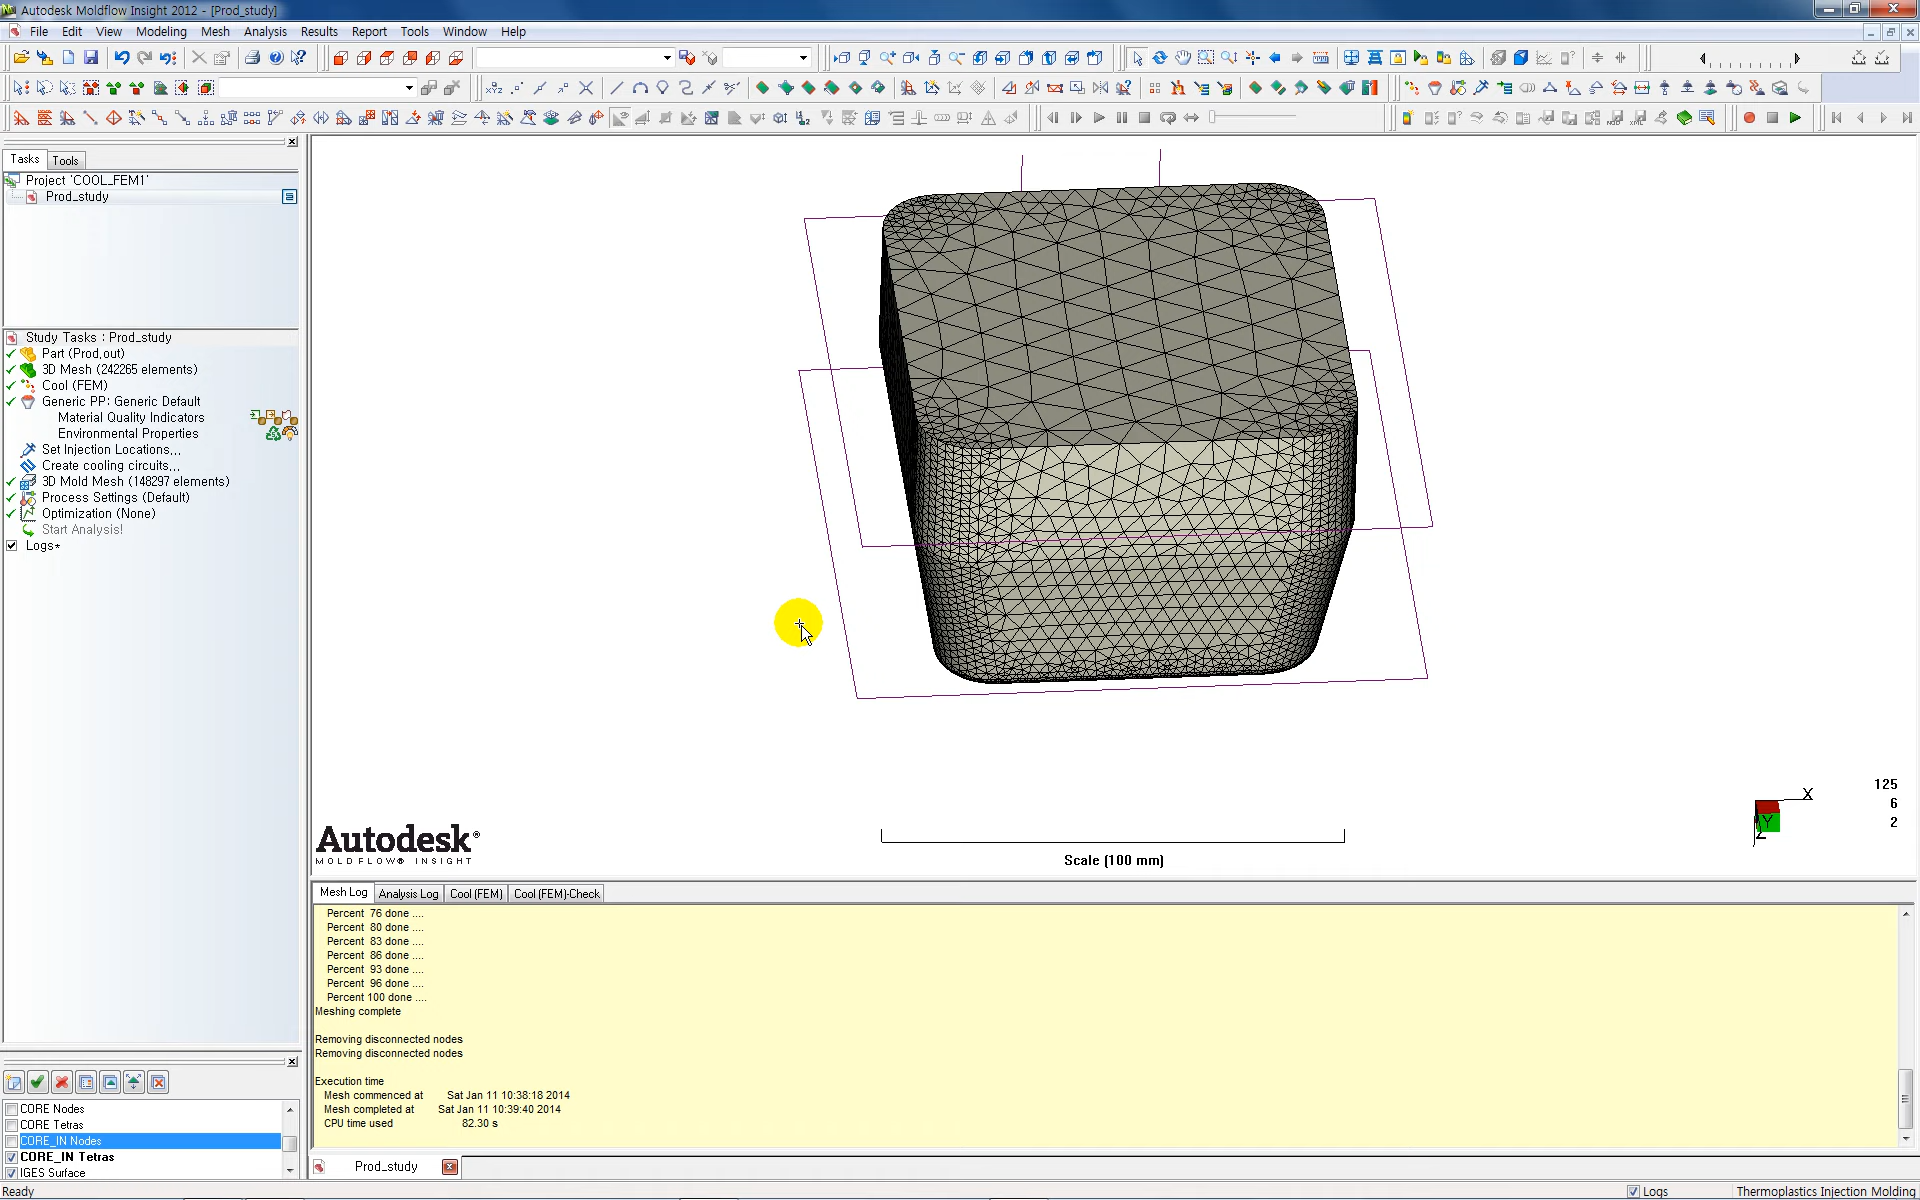 Autodesk Moldflow Insight 2012 - [Prod_study]
File Edit View Modeling Mesh Analysis Results Report Tools Window Help
Tasks Tools
Project 'COOL_FEM1'
Prod_study
Study Tasks : Prod_study
Part (Prod.out)
3D Mesh (242265 elements)
Cool (FEM)
Generic PP: Generic Default
Material Quality Indicators
Environmental Properties
Set Injection Locations...
Create cooling circuits...
3D Mold Mesh (148297 elements)
Process Settings (Default)
Optimization (None)
Start Analysis!
Logs*
CORE Nodes
CORE Tetras
CORE_IN Nodes
CORE_IN Tetras
IGES Surface
Autodesk®
MOLDFLOW® INSIGHT
Scale (100 mm)
X
Y
Z
125
6
2
Mesh Log Analysis Log Cool (FEM) Cool (FEM)-Check
Percent 76 done ....
Percent 80 done ....
Percent 83 done ....
Percent 86 done ....
Percent 93 done ....
Percent 96 done ....
Percent 100 done ....
Meshing complete
Removing disconnected nodes
Removing disconnected nodes
Execution time
Mesh commenced at Sat Jan 11 10:38:18 2014
Mesh completed at Sat Jan 11 10:39:40 2014
CPU time used 82.30 s
Prod_study
Ready
Logs Thermoplastics Injection Molding